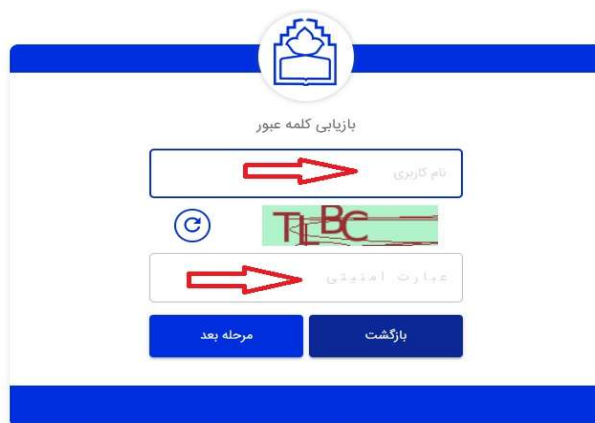 بازیابی کلمه عبور
نام کاربری
TLBC
عبارت امنیتی
بازگشت
مرحله بعد